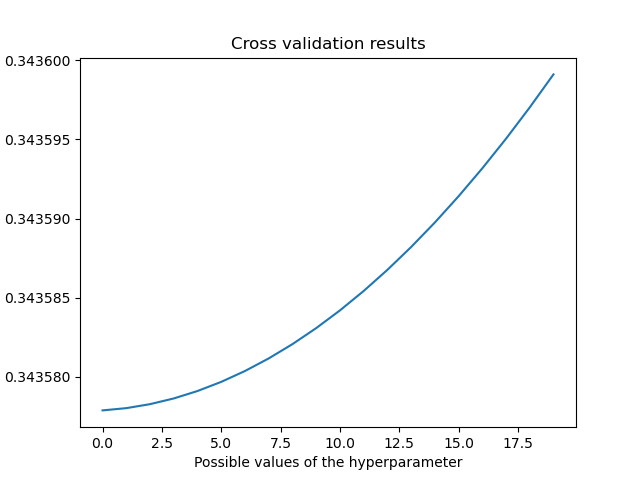 Cross validation results
0.343600
0.343595
0.343590
0.343585
0.343580
0.0 2.5 5.0 7.5 10.0 12.5 15.0 17.5
Possible values of the hyperparameter